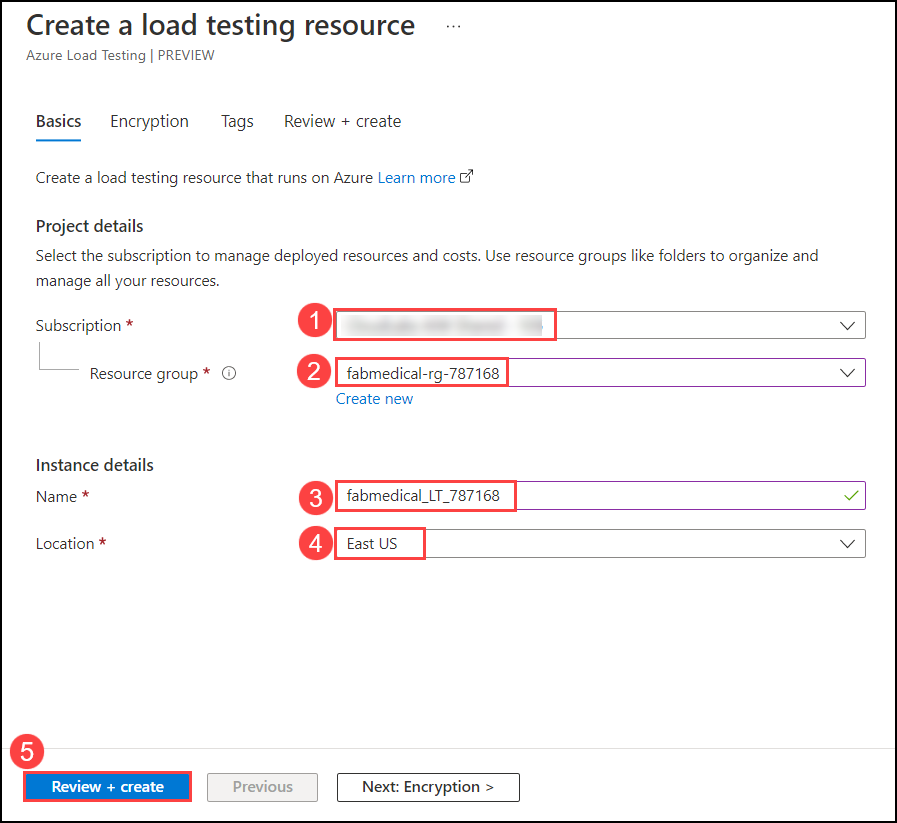 Create a load testing resource ...
Azure Load Testing | PREVIEW
Basics Encryption Tags Review + create
Create a load testing resource that runs on Azure Learn more
Project details
Select the subscription to manage deployed resources and costs. Use resource groups like folders to organize and
manage all your resources.
Subscription * 1
Resource group * 2 fabmedical-rg-787168
Create new
Instance details
Name * 3 fabmedical_LT_787168
Location * 4 East US
5
Review + create Previous Next: Encryption >